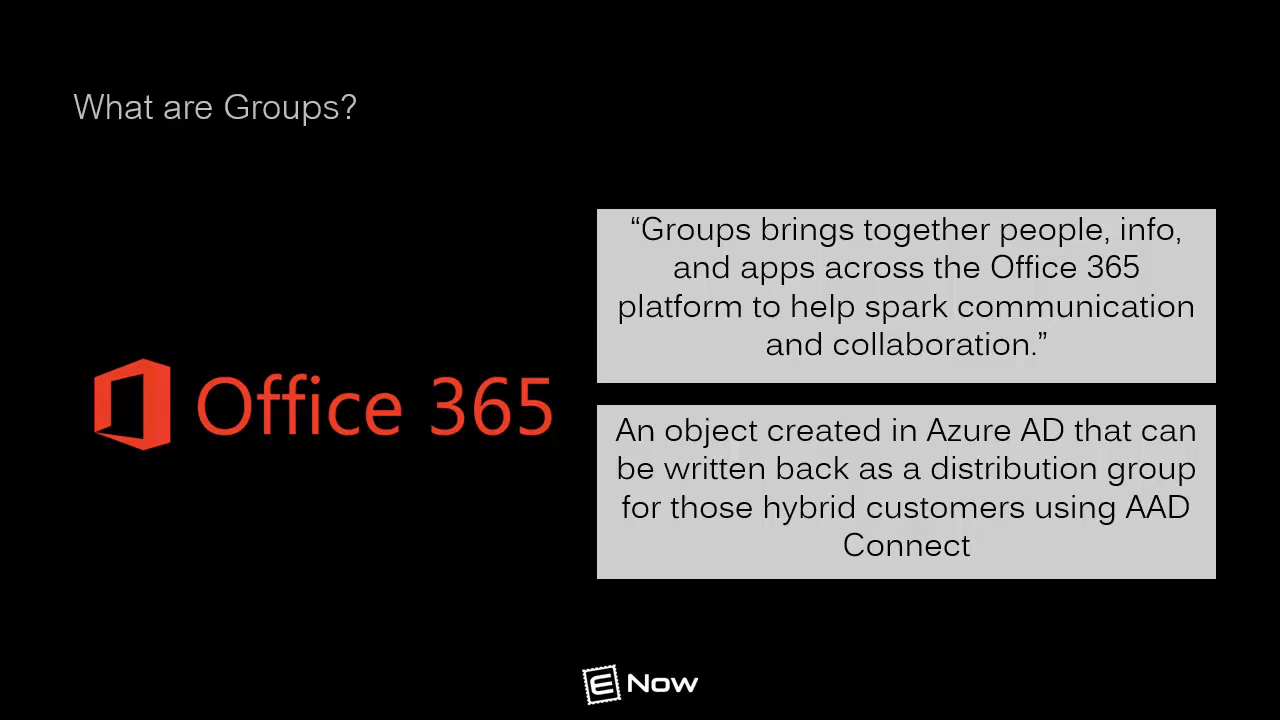 What are Groups?
“Groups brings together people, info,
and apps across the Office 365
platform to help spark communication
and collaboration.”
Office 365
An object created in Azure AD that can
be written back as a distribution group
for those hybrid customers using AAD
Connect
E Now